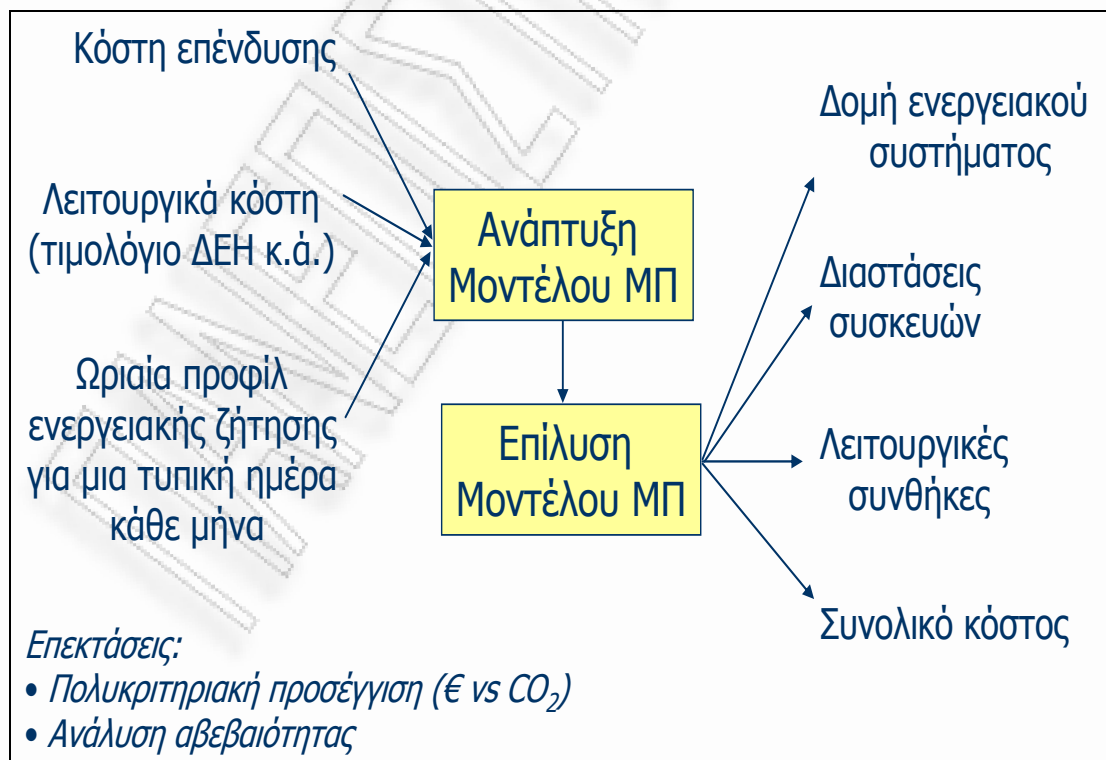 Κόστη επένδυσης
Λειτουργικά κόστη
(τιμολόγιο ΔΕΗ κ.ά.)
Ωριαία προφίλ
ενεργειακής ζήτησης
για μια τυπική ημέρα
κάθε μήνα
Ανάπτυξη
Μοντέλου ΜΠ
Επίλυση
Μοντέλου ΜΠ
Δομή ενεργειακού
συστήματος
Διαστάσεις
συσκευών
Λειτουργικές
συνθήκες
Συνολικό κόστος
Επεκτάσεις:
• Πολυκριτηριακή προσέγγιση (€ vs CO₂)
• Ανάλυση αβεβαιότητας